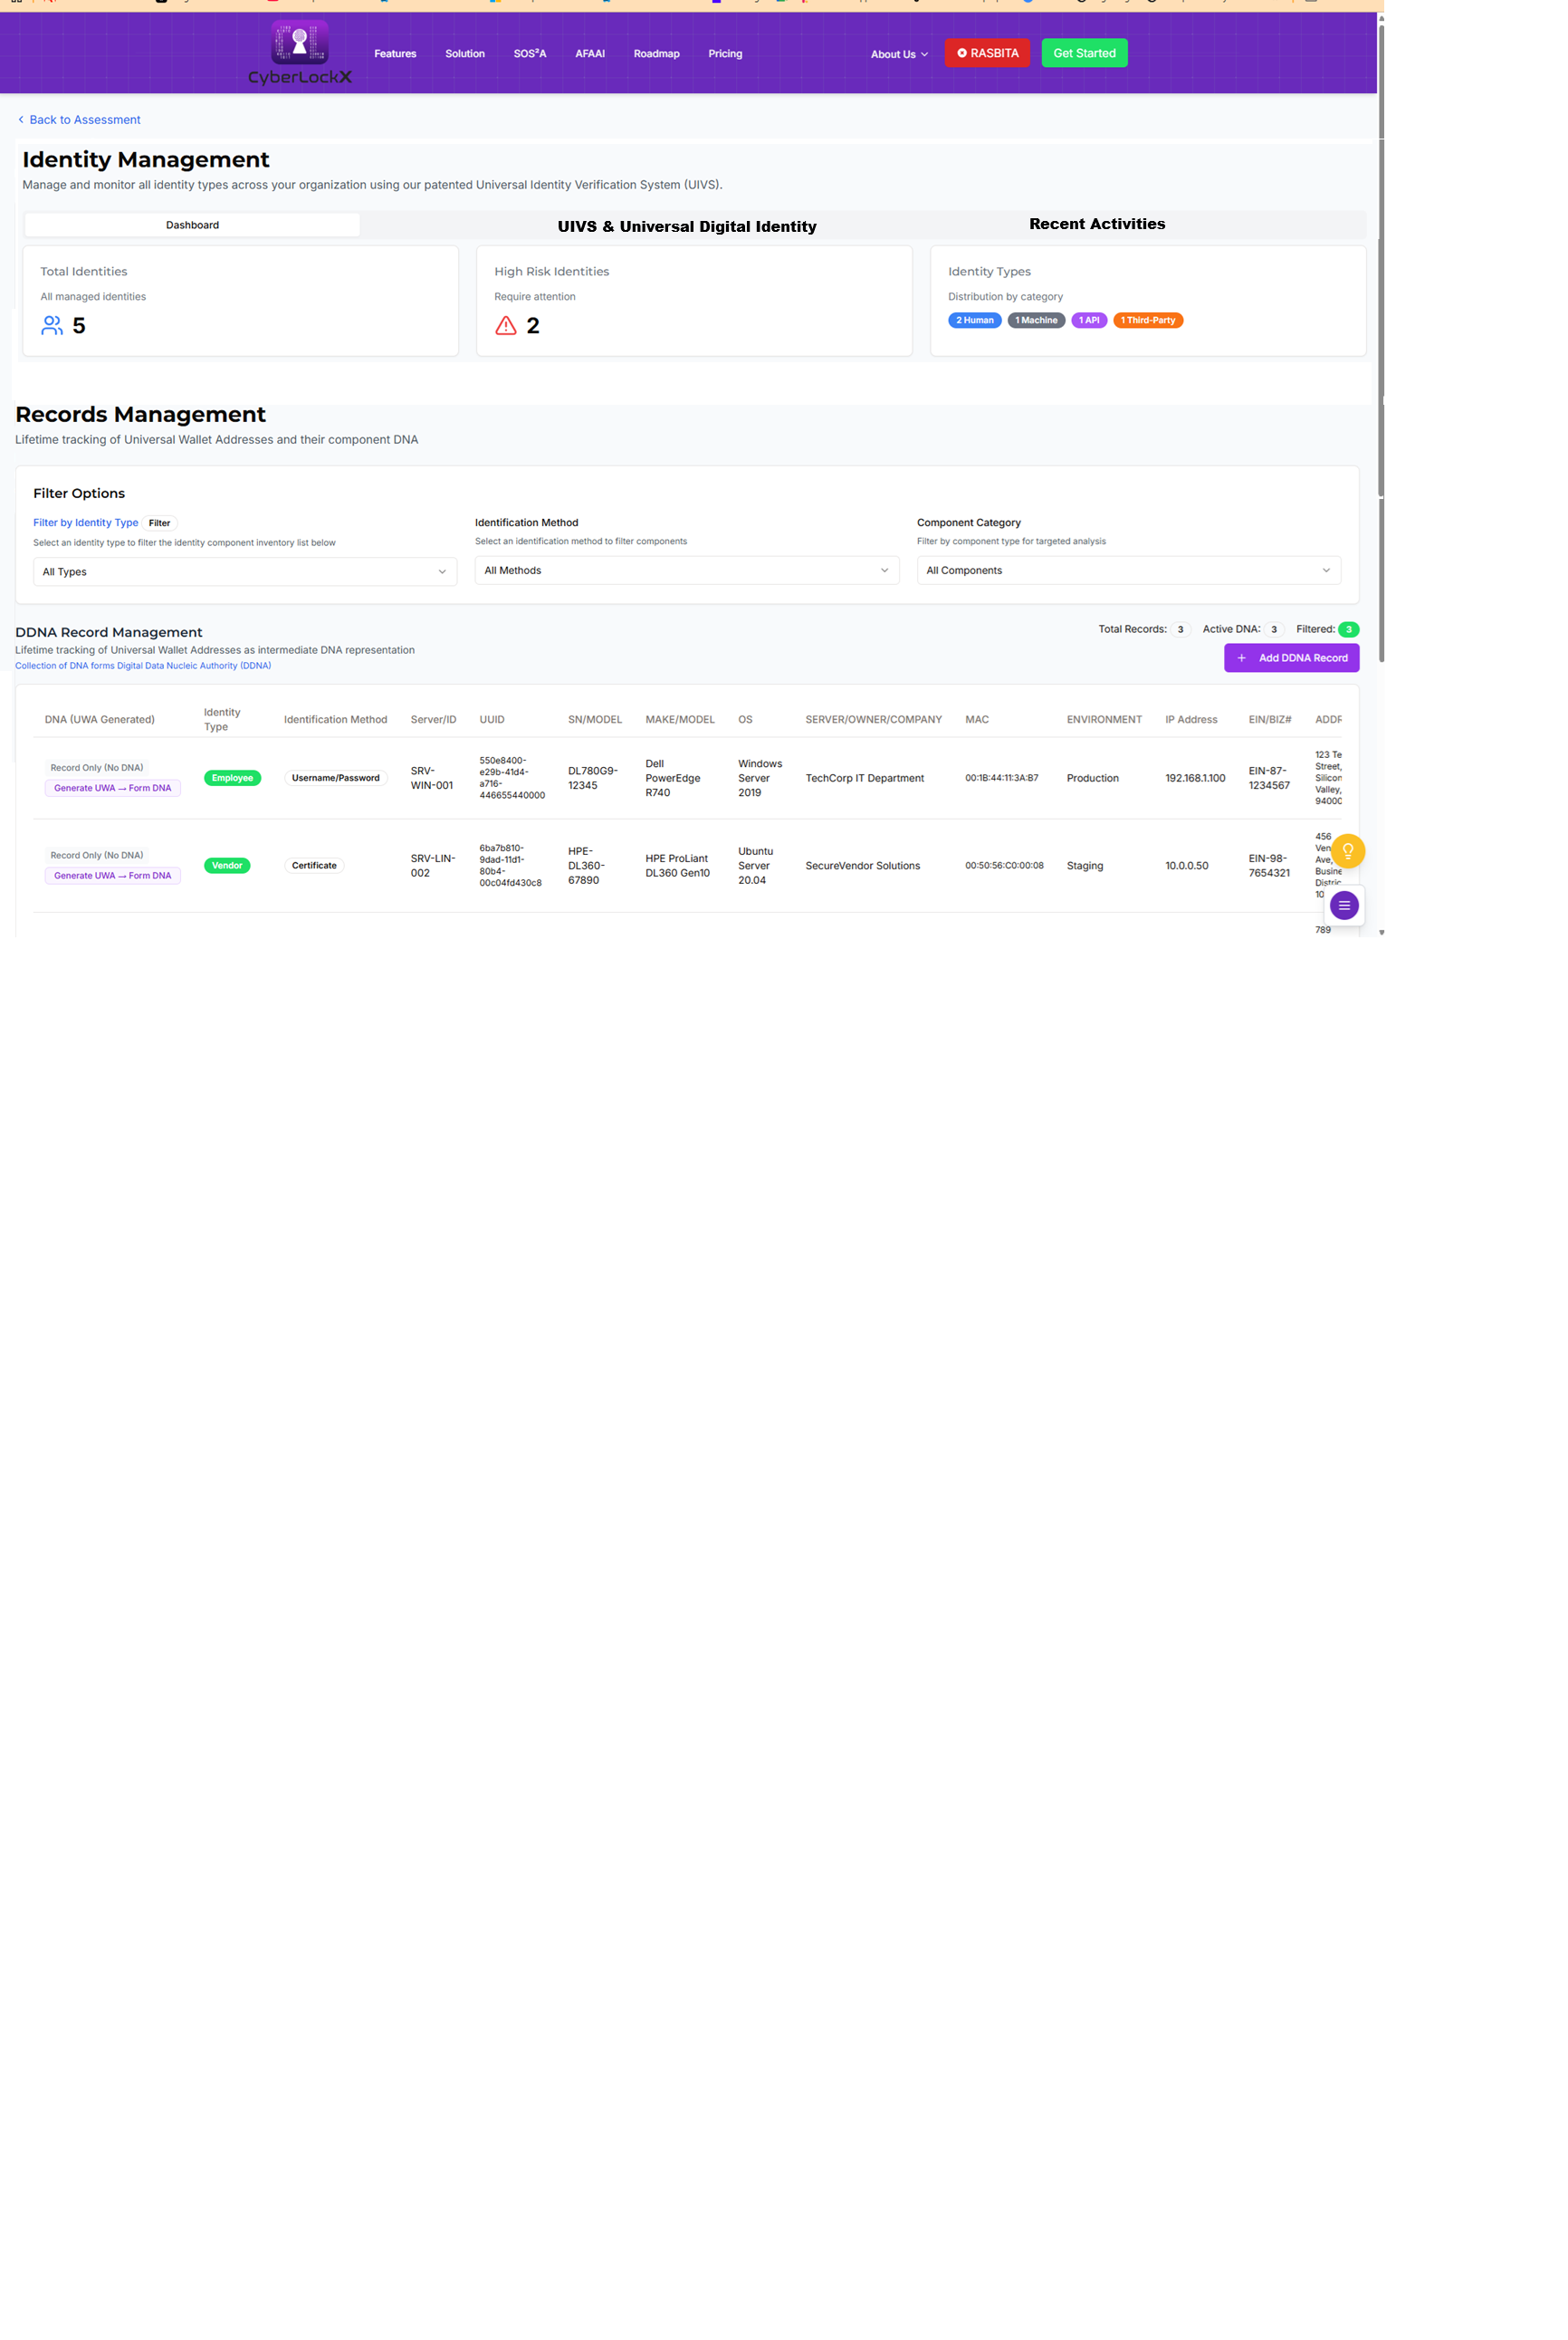 Features
Solution
SOS²A
AFAAI
Roadmap
Pricing
About Us
RASBITA
Get Started
CyberLockX
Back to Assessment
Identity Management
Manage and monitor all identity types across your organization using our patented Universal Identity Verification System (UIVS).
Dashboard
UIVS & Universal Digital Identity
Recent Activities
Total Identities
All managed identities
5
High Risk Identities
Require attention
2
Identity Types
Distribution by category
2 Human
1 Machine
1 API
1 Third-Party
Records Management
Lifetime tracking of Universal Wallet Addresses and their component DNA
Filter Options
Filter by Identity Type
Filter
Select an identity type to filter the identity component inventory list below
All Types
Identification Method
Select an identification method to filter components
All Methods
Component Category
Filter by component type for targeted analysis
All Components
DDNA Record Management
Lifetime tracking of Universal Wallet Addresses as intermediate DNA representation
Collection of DNA forms Digital Data Nucleic Authority (DDNA)
Total Records: 3
Active DNA: 3
Filtered: 3
+ Add DDNA Record
DNA (UWA Generated)
Identity
Type
Identification Method
Server/ID
UUID
SN/MODEL
MAKE/MODEL
OS
SERVER/OWNER/COMPANY
MAC
ENVIRONMENT
IP Address
EIN/BIZ#
ADDR
Record Only (No DNA)
Generate UWA → Form DNA
Employee
Username/Password
SRV-
WIN-001
550e8400-
e29b-41d4-
a716-
446655440000
DL780G9-
12345
Dell
PowerEdge
R740
Windows
Server
2019
TechCorp IT Department
00:1B:44:11:3A:B7
Production
192.168.1.100
EIN-87-
1234567
123 Te
Street,
Silicon
Valley,
9400
Record Only (No DNA)
Generate UWA → Form DNA
Vendor
Certificate
SRV-LIN-
002
6ba7b810-
9dad-11d1-
80b4-
00c04fd430c8
HPE-
DL360-
67890
HPE ProLiant
DL360 Gen10
Ubuntu
Server
20.04
SecureVendor Solutions
00:50:56:C0:00:08
Staging
10.0.0.50
EIN-98-
7654321
456
Ven
Ave,
Busine
Distric
10
789